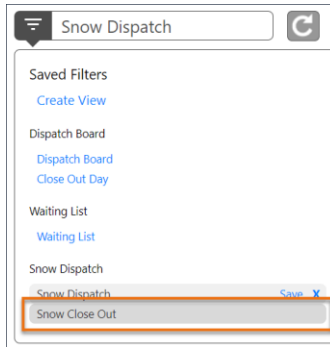 Snow Dispatch
Saved Filters
Create View
Dispatch Board
Dispatch Board
Close Out Day
Waiting List
Waiting List
Snow Dispatch
Snow Dispatch Save X
Snow Close Out